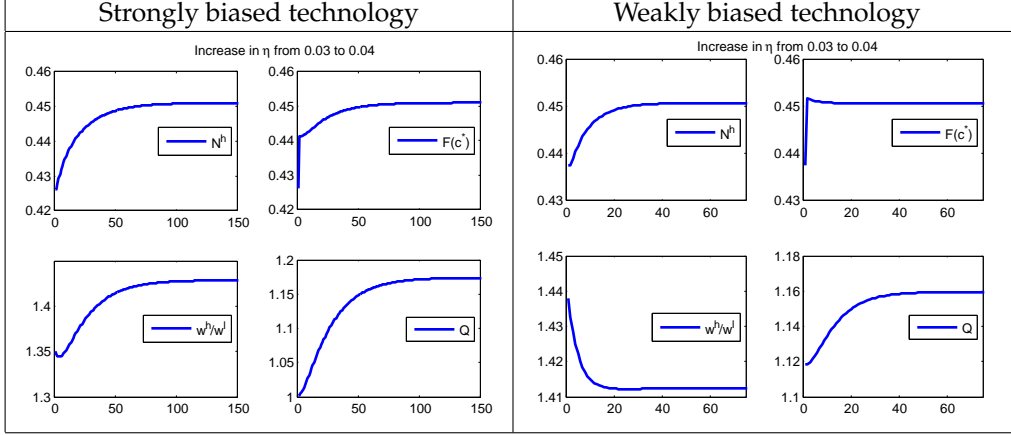 Strongly biased technology
Weakly biased technology
Increase in η from 0.03 to 0.04
0.46
0.45
0.44
0.43
0.42
0 50 100 150
N^h
0.46
0.45
0.44
0.43
0.42
0 50 100 150
F(c^*)
1.4
1.35
1.3
0 50 100 150
w^h/w^l
1.2
1.15
1.1
1.05
1
0 50 100 150
Q
Increase in η from 0.03 to 0.04
0.46
0.45
0.44
0.43
0 20 40 60
N^h
0.46
0.45
0.44
0.43
0 20 40 60
F(c^*)
1.45
1.44
1.43
1.42
1.41
0 20 40 60
w^h/w^l
1.18
1.16
1.14
1.12
1.1
0 20 40 60
Q